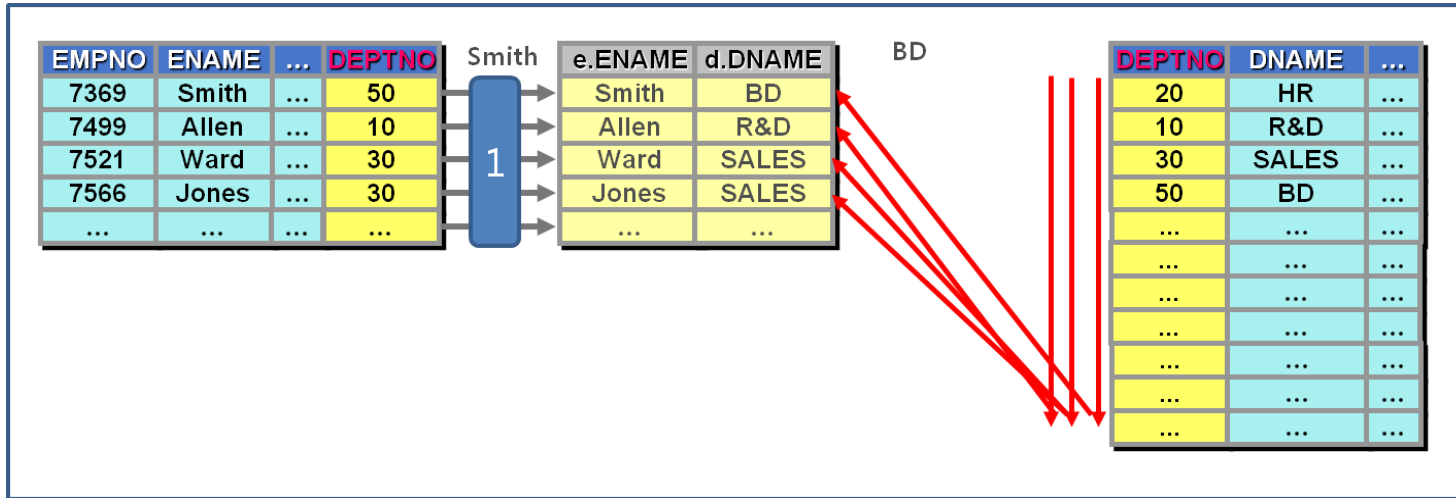 Smith
BD
EMPNO ENAME ... DEPTNO
7369 Smith ... 50
7499 Allen ... 10
7521 Ward ... 30
7566 Jones ... 30
... ... ... ...
1
e.ENAME d.DNAME
Smith BD
Allen R&D
Ward SALES
Jones SALES
... ...
DEPTNO DNAME ...
20 HR ...
10 R&D ...
30 SALES ...
50 BD ...
... ... ...
... ... ...
... ... ...
... ... ...
... ... ...
... ... ...
... ... ...